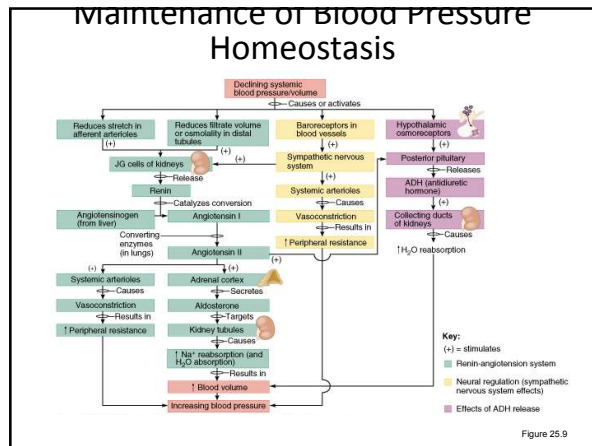 Maintenance of Blood Pressure
Homeostasis
Declining systemic
blood pressure/volume
Causes or activates
Reduces stretch in
afferent arterioles
Reduces filtrate volume
or osmolality in distal
tubules
Baroreceptors in
blood vessels
Hypothalamic
osmoreceptors
(+)
(+)
(+)
(+)
JG cells of kidneys
(+)
Sympathetic nervous
system
Posterior pituitary
Release
(+)
Releases
Renin
Systemic arterioles
ADH (antidiuretic
hormone)
Catalyzes conversion
Causes
(+)
Angiotensinogen
(from liver)
Angiotensin I
Vasoconstriction
Collecting ducts
of kidneys
Converting
enzymes
(in lungs)
Results in
Causes
Angiotensin II
(+)
↑ Peripheral resistance
↑H2O reabsorption
(+)
(+)
Systemic arterioles
Adrenal cortex
Causes
Secretes
Vasoconstriction
Aldosterone
Results in
Targets
↑ Peripheral resistance
Kidney tubules
Causes
↑ Na+ reabsorption (and
H2O absorption)
Results in
↑ Blood volume
Increasing blood pressure
Key:
(+) = stimulates
Renin-angiotension system
Neural regulation (sympathetic
nervous system effects)
Effects of ADH release
Figure 25.9